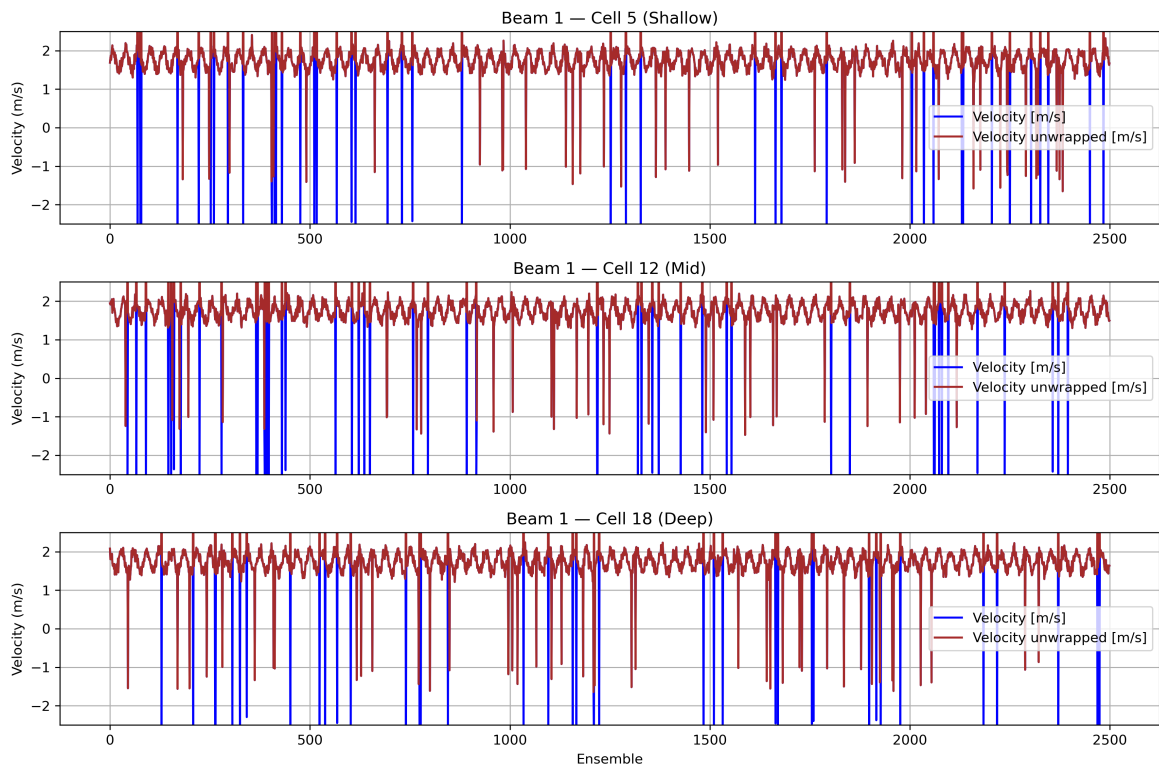 Beam 1 — Cell 5 (Shallow)
Velocity (m/s)
2
1
0
−1
−2
Velocity [m/s]
Velocity unwrapped [m/s]
0 500 1000 1500 2000 2500
Beam 1 — Cell 12 (Mid)
Velocity (m/s)
2
1
0
−1
−2
Velocity [m/s]
Velocity unwrapped [m/s]
0 500 1000 1500 2000 2500
Beam 1 — Cell 18 (Deep)
Velocity (m/s)
2
1
0
−1
−2
Velocity [m/s]
Velocity unwrapped [m/s]
0 500 1000 1500 2000 2500
Ensemble